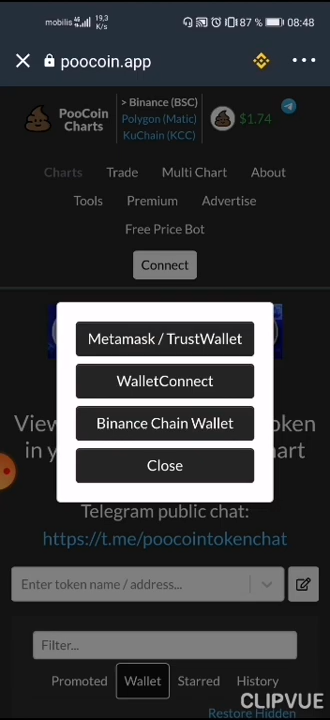 mobilis 4G 19,3 K/s 87 % 08:48
poocoin.app
PooCoin Charts
> Binance (BSC)
Polygon (Matic)
KuChain (KCC)
$1.74
Charts Trade Multi Chart About
Tools Premium Advertise
Free Price Bot
Connect
Metamask / TrustWallet
WalletConnect
Binance Chain Wallet
Close
View oken
in y art
Telegram public chat:
https://t.me/poocointokenchat
Enter token name / address...
Filter...
Promoted Wallet Starred History
Restore Hidden
CLIPVUE